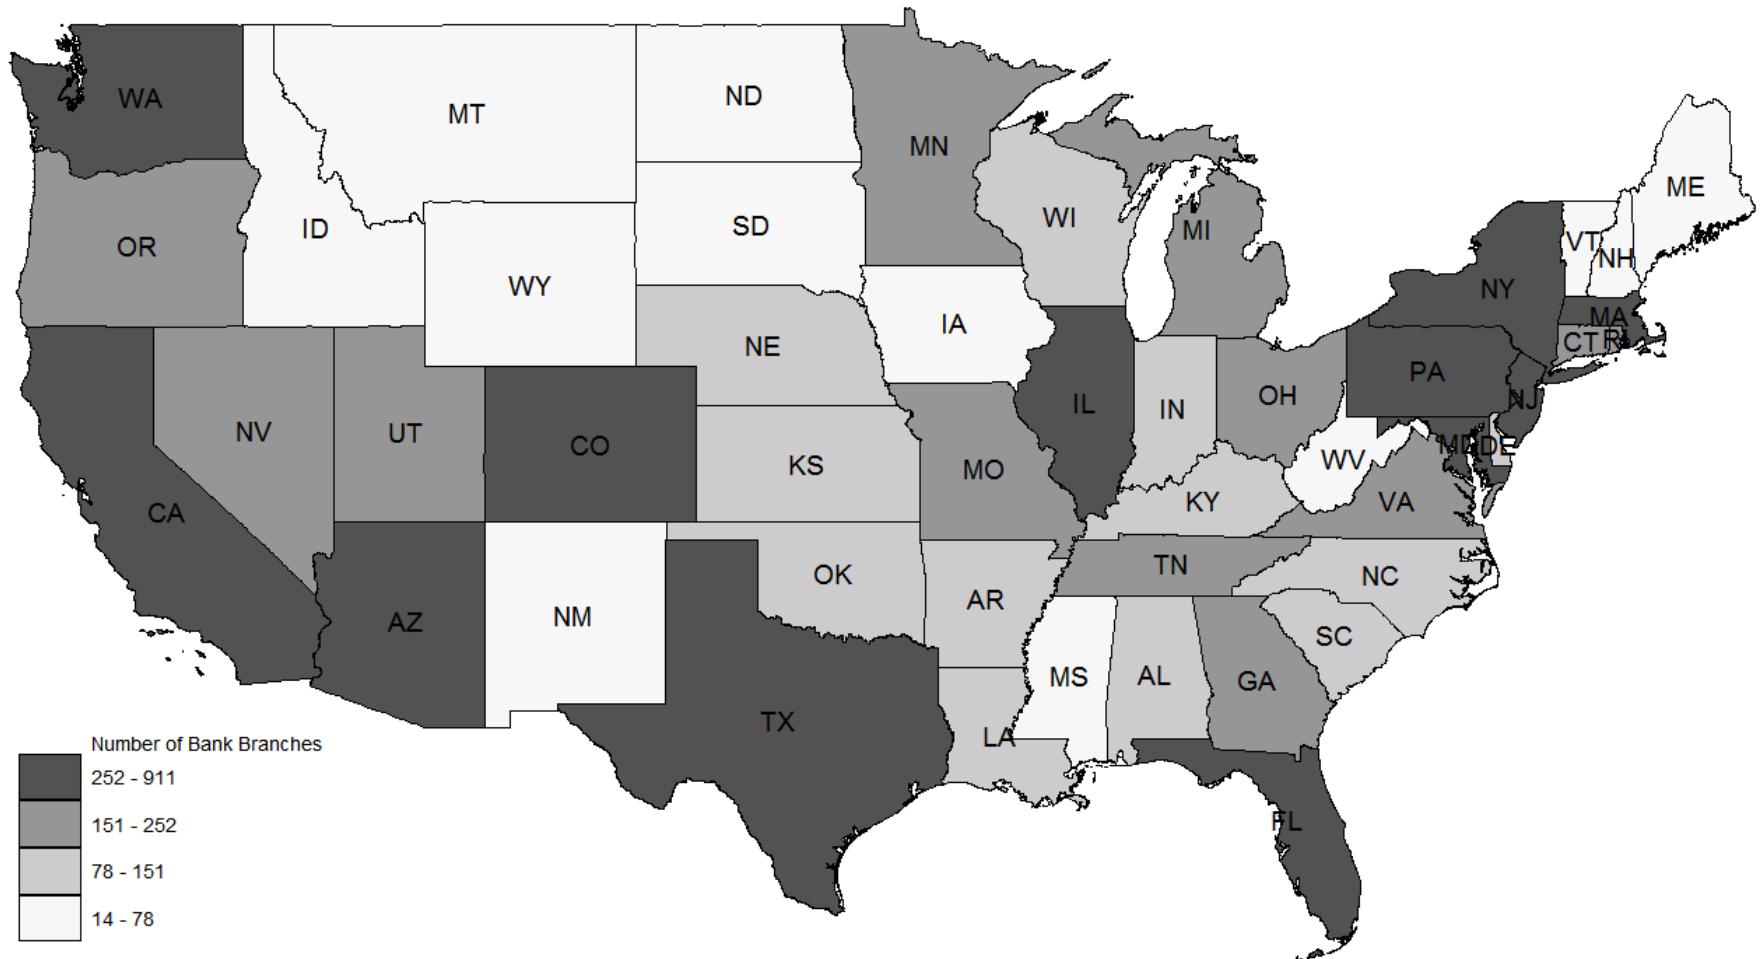 WA
MT
ND
MN
ME
ID
SD
WI
MI
OR
VT
NH
WY
NY
IA
MA
NE
CT
RI
PA
IL
OH
IN
NJ
NV
UT
CO
MD
DE
KS
MO
WV
CA
KY
VA
TN
OK
NC
AR
AZ
NM
SC
MS
AL
GA
TX
LA
FL
Number of Bank Branches
252 - 911
151 - 252
78 - 151
14 - 78